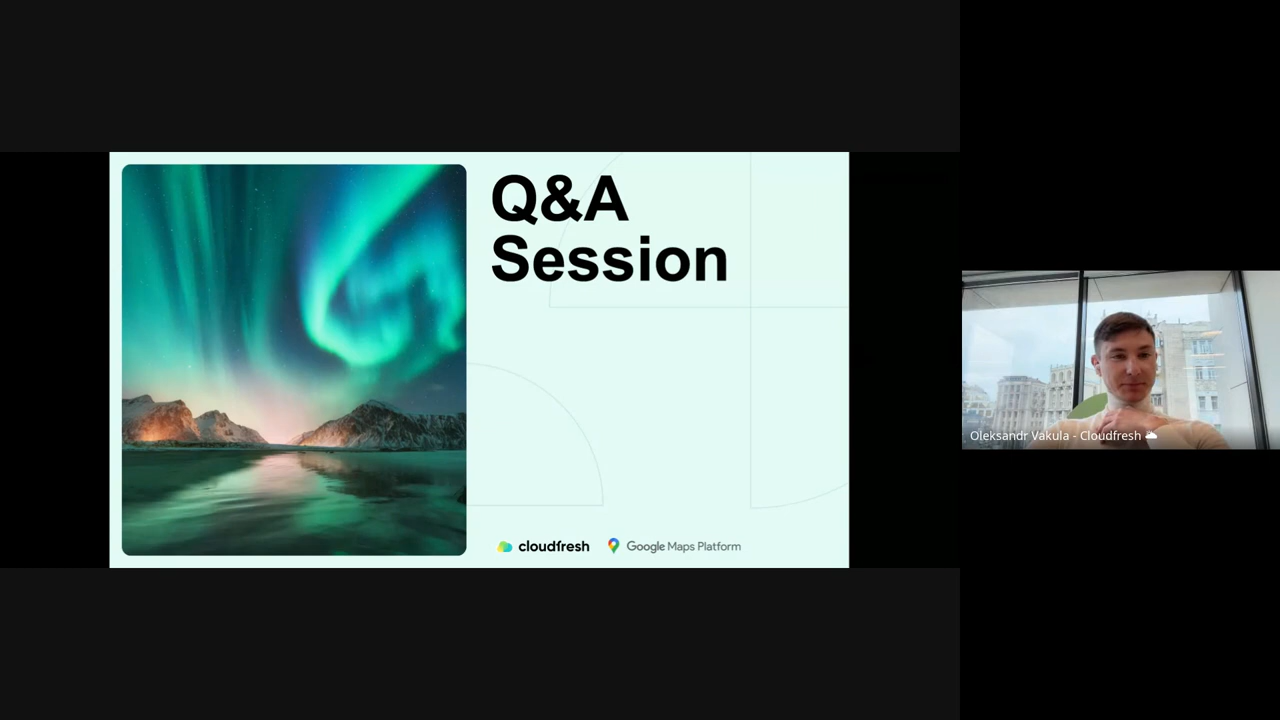 Q&A
Session
cloudfresh
Google Maps Platform
Oleksandr Vakula - Cloudfresh